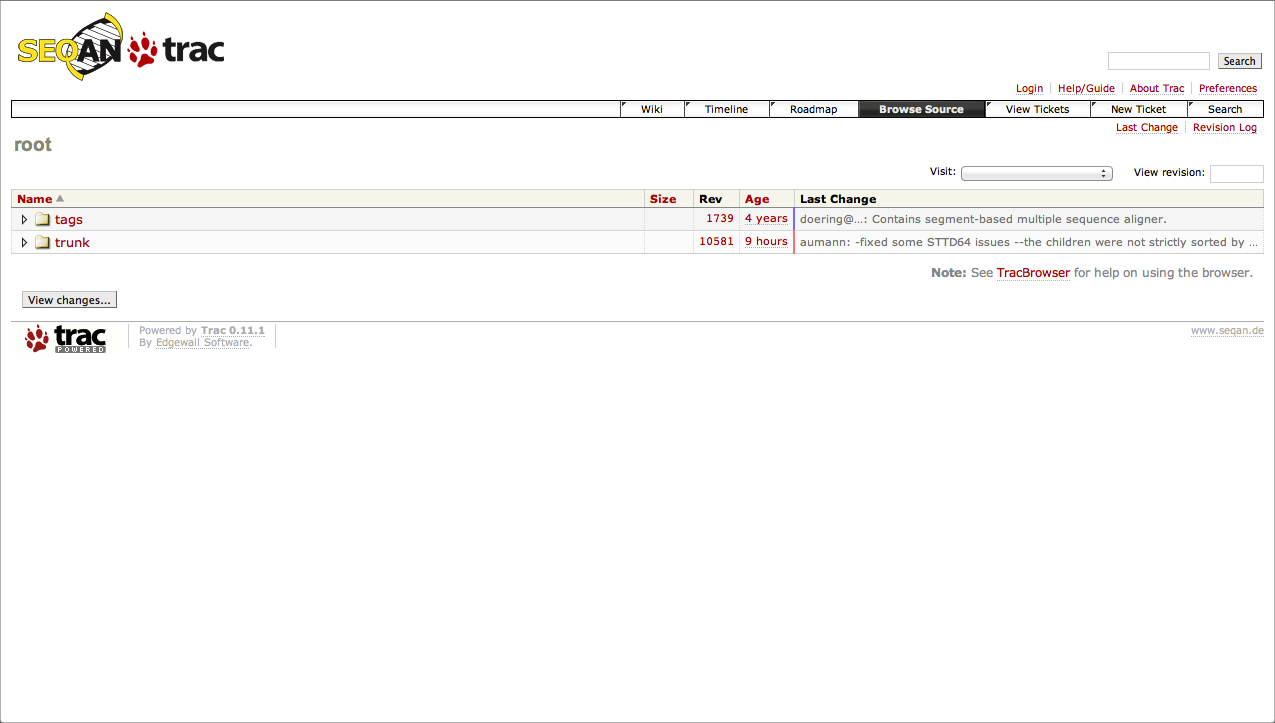 SEQAN trac
Search
Login Help/Guide About Trac Preferences
Wiki Timeline Roadmap Browse Source View Tickets New Ticket Search
Last Change Revision Log
root
Visit: View revision:
Name Size Rev Age Last Change
tags 1739 4 years doering@...: Contains segment-based multiple sequence aligner.
trunk 10581 9 hours aumann: -fixed some STTD64 issues --the children were not strictly sorted by ...
Note: See TracBrowser for help on using the browser.
View changes...
trac POWERED
Powered by Trac 0.11.1
By Edgewall Software.
www.seqan.de